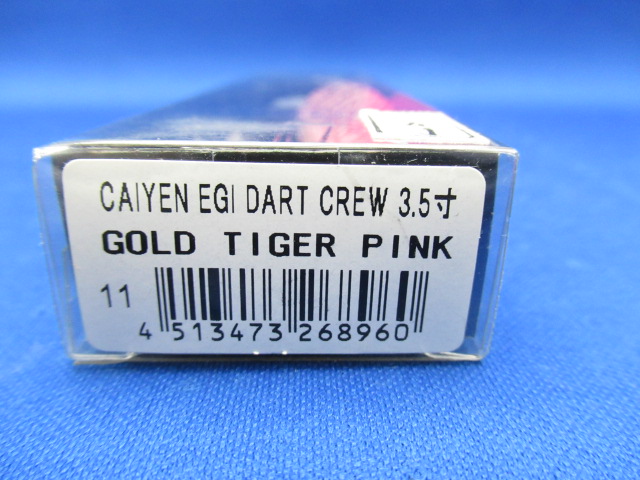 CAIYEN EGI DART CREW 3.5寸
GOLD TIGER PINK
11
4 513473 268960